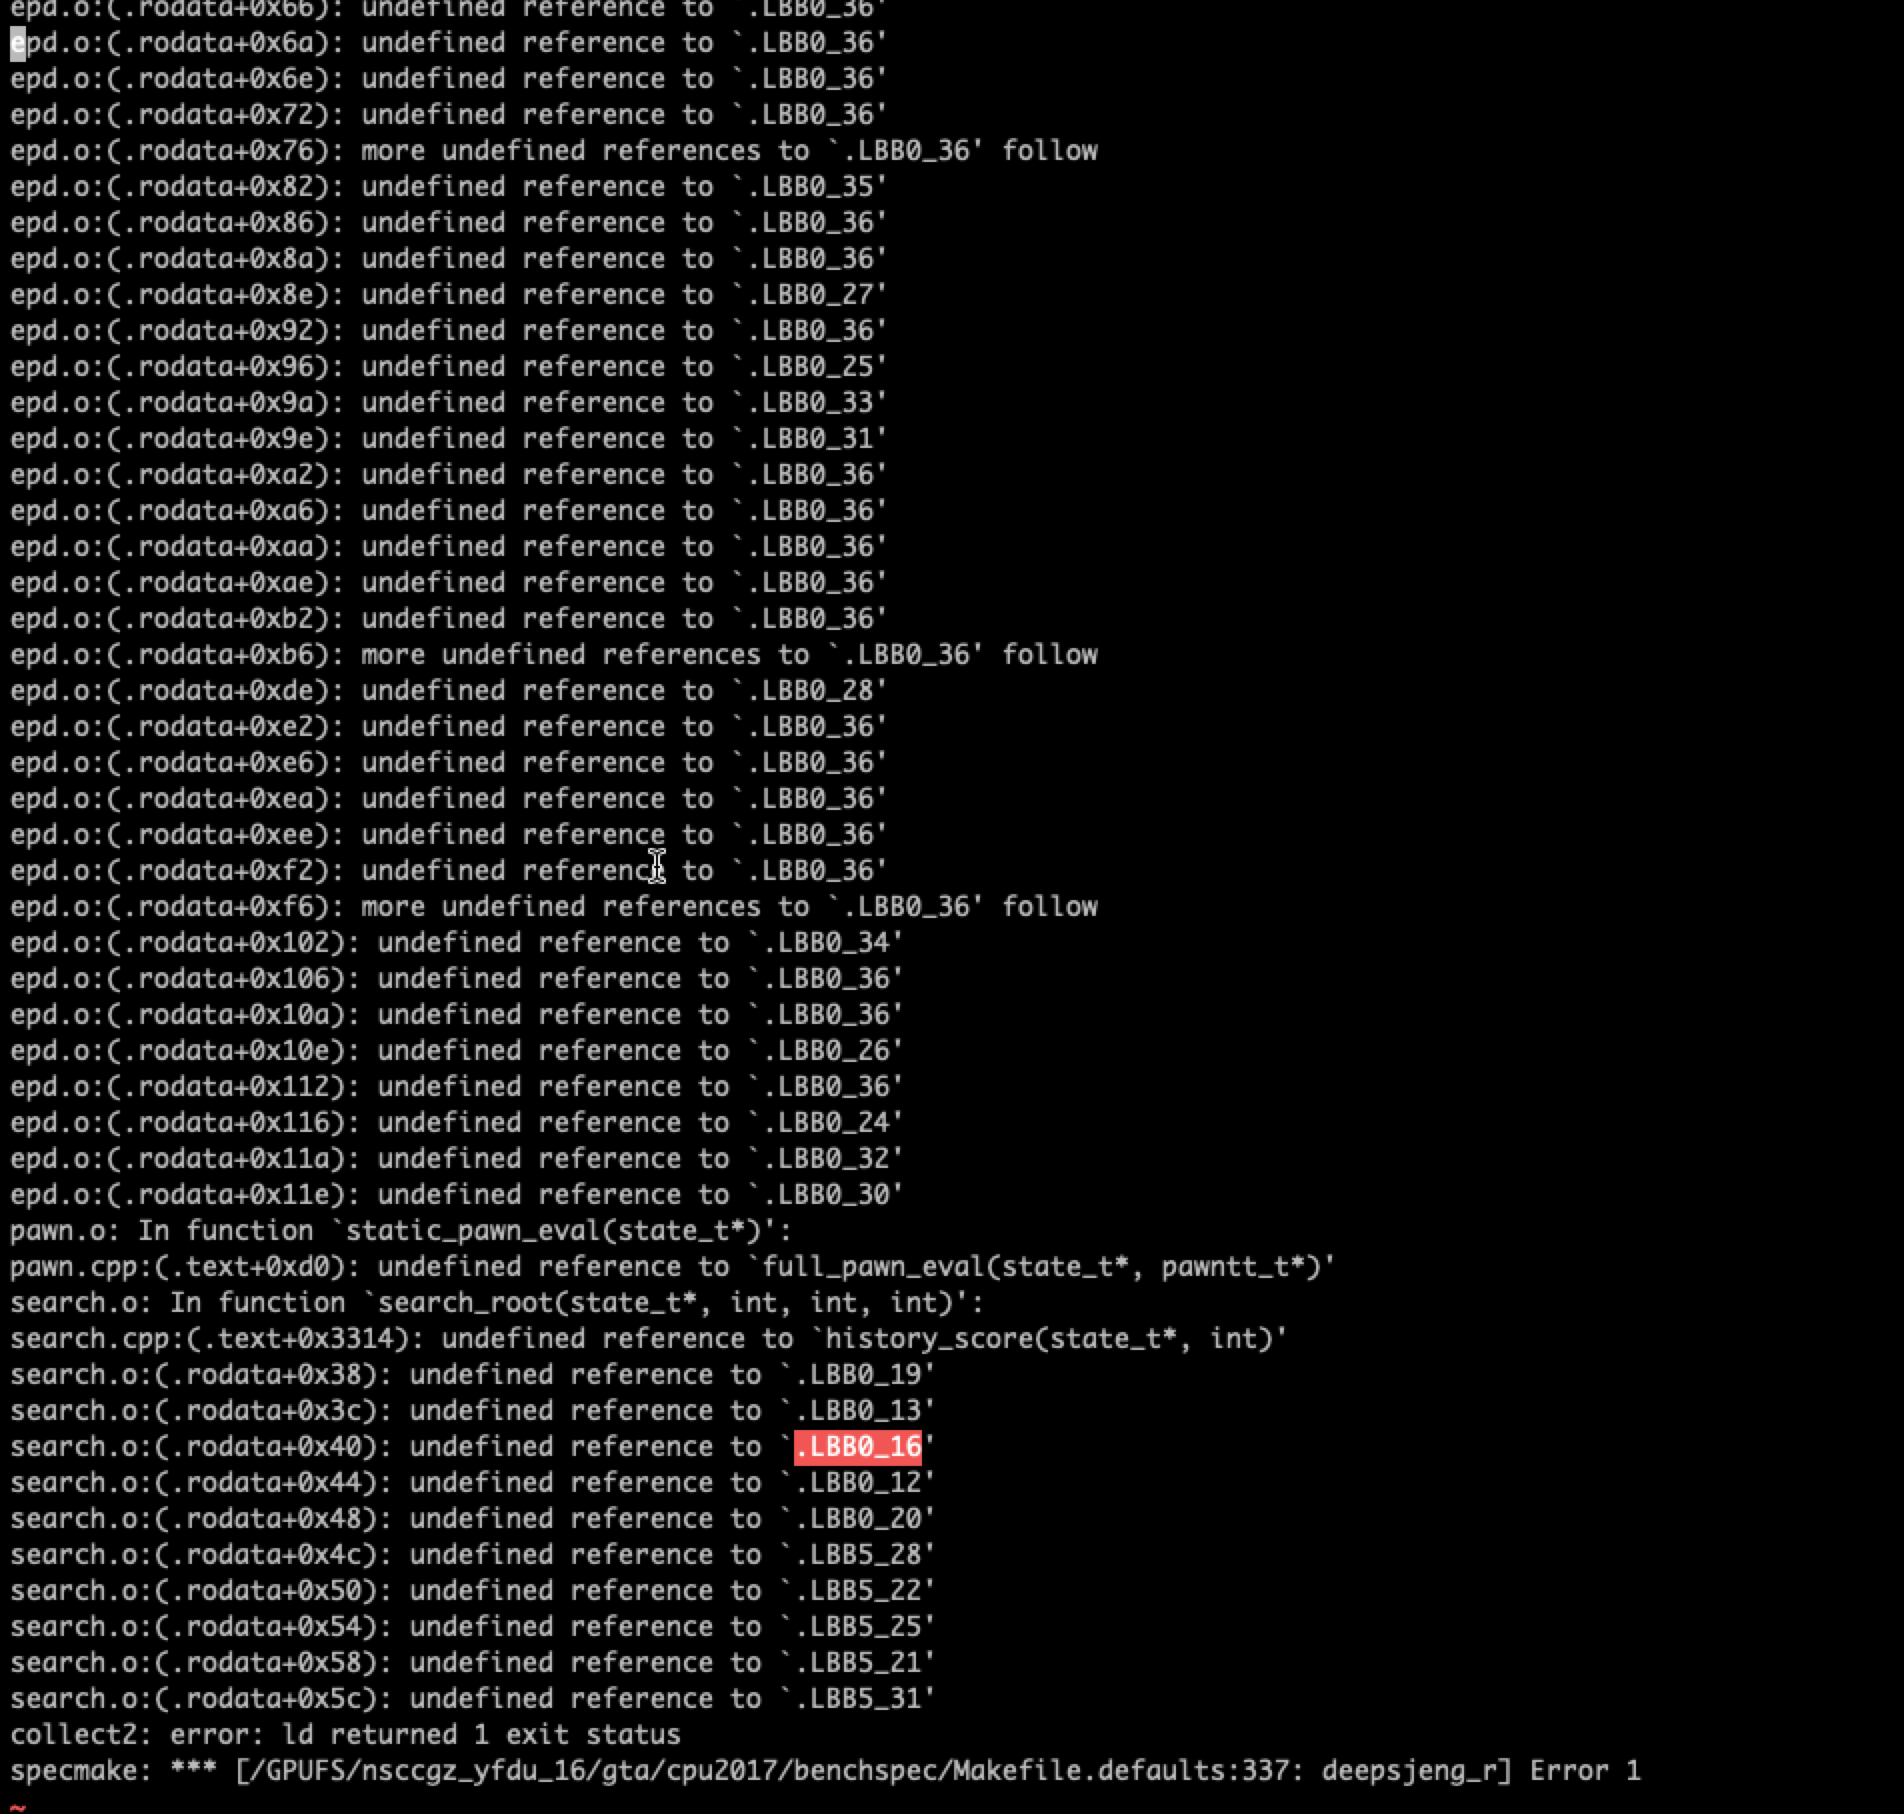 epd.o:(.rodata+0x66): undefined reference to `.LBB0_36'
epd.o:(.rodata+0x6a): undefined reference to `.LBB0_36'
epd.o:(.rodata+0x6e): undefined reference to `.LBB0_36'
epd.o:(.rodata+0x72): undefined reference to `.LBB0_36'
epd.o:(.rodata+0x76): more undefined references to `.LBB0_36' follow
epd.o:(.rodata+0x82): undefined reference to `.LBB0_35'
epd.o:(.rodata+0x86): undefined reference to `.LBB0_36'
epd.o:(.rodata+0x8a): undefined reference to `.LBB0_36'
epd.o:(.rodata+0x8e): undefined reference to `.LBB0_27'
epd.o:(.rodata+0x92): undefined reference to `.LBB0_36'
epd.o:(.rodata+0x96): undefined reference to `.LBB0_25'
epd.o:(.rodata+0x9a): undefined reference to `.LBB0_33'
epd.o:(.rodata+0x9e): undefined reference to `.LBB0_31'
epd.o:(.rodata+0xa2): undefined reference to `.LBB0_36'
epd.o:(.rodata+0xa6): undefined reference to `.LBB0_36'
epd.o:(.rodata+0xaa): undefined reference to `.LBB0_36'
epd.o:(.rodata+0xae): undefined reference to `.LBB0_36'
epd.o:(.rodata+0xb2): undefined reference to `.LBB0_36'
epd.o:(.rodata+0xb6): more undefined references to `.LBB0_36' follow
epd.o:(.rodata+0xde): undefined reference to `.LBB0_28'
epd.o:(.rodata+0xe2): undefined reference to `.LBB0_36'
epd.o:(.rodata+0xe6): undefined reference to `.LBB0_36'
epd.o:(.rodata+0xea): undefined reference to `.LBB0_36'
epd.o:(.rodata+0xee): undefined reference to `.LBB0_36'
epd.o:(.rodata+0xf2): undefined reference to `.LBB0_36'
epd.o:(.rodata+0xf6): more undefined references to `.LBB0_36' follow
epd.o:(.rodata+0x102): undefined reference to `.LBB0_34'
epd.o:(.rodata+0x106): undefined reference to `.LBB0_36'
epd.o:(.rodata+0x10a): undefined reference to `.LBB0_36'
epd.o:(.rodata+0x10e): undefined reference to `.LBB0_26'
epd.o:(.rodata+0x112): undefined reference to `.LBB0_36'
epd.o:(.rodata+0x116): undefined reference to `.LBB0_24'
epd.o:(.rodata+0x11a): undefined reference to `.LBB0_32'
epd.o:(.rodata+0x11e): undefined reference to `.LBB0_30'
pawn.o: In function `static_pawn_eval(state_t*)':
pawn.cpp:(.text+0xd0): undefined reference to `full_pawn_eval(state_t*, pawntt_t*)'
search.o: In function `search_root(state_t*, int, int, int)':
search.cpp:(.text+0x3314): undefined reference to `history_score(state_t*, int)'
search.o:(.rodata+0x38): undefined reference to `.LBB0_19'
search.o:(.rodata+0x3c): undefined reference to `.LBB0_13'
search.o:(.rodata+0x40): undefined reference to `.LBB0_16'
search.o:(.rodata+0x44): undefined reference to `.LBB0_12'
search.o:(.rodata+0x48): undefined reference to `.LBB0_20'
search.o:(.rodata+0x4c): undefined reference to `.LBB5_28'
search.o:(.rodata+0x50): undefined reference to `.LBB5_22'
search.o:(.rodata+0x54): undefined reference to `.LBB5_25'
search.o:(.rodata+0x58): undefined reference to `.LBB5_21'
search.o:(.rodata+0x5c): undefined reference to `.LBB5_31'
collect2: error: ld returned 1 exit status
specmake: *** [/GPUFS/nsccgz_yfdu_16/gta/cpu2017/benchspec/Makefile.defaults:337: deepsjeng_r] Error 1
~